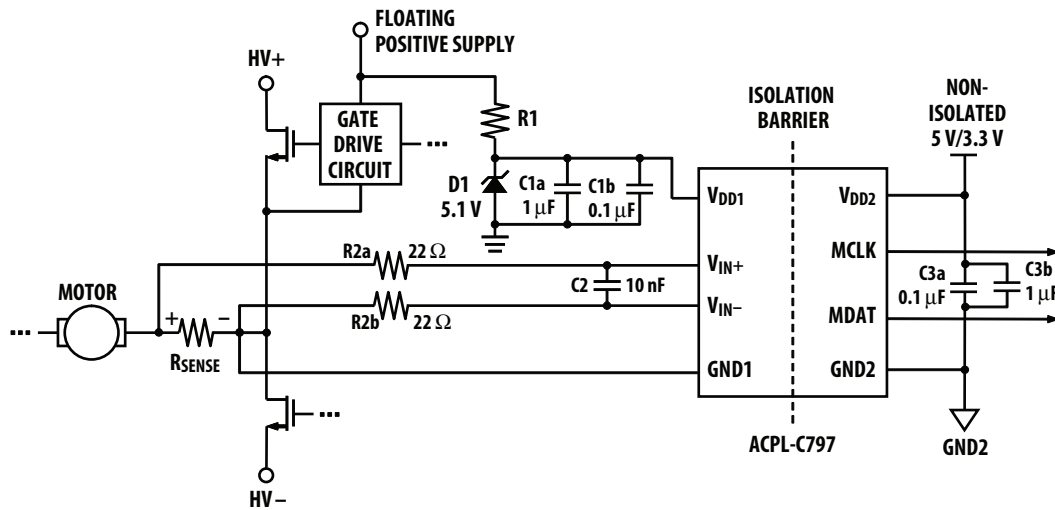 FLOATING
POSITIVE SUPPLY
HV+
GATE
DRIVE
CIRCUIT
R1
ISOLATION
BARRIER
NON-
ISOLATED
5 V/3.3 V
D1
5.1 V
C1a
1 μF
C1b
0.1 μF
VDD1
VDD2
R2a
22 Ω
VIN+
MCLK
C2
10 nF
C3a
0.1 μF
C3b
1 μF
MOTOR
+
−
RSENSE
R2b
22 Ω
VIN−
MDAT
GND1
GND2
ACPL-C797
GND2
HV−